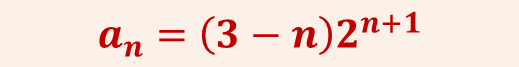 aₙ = (3 − n)2ⁿ⁺¹